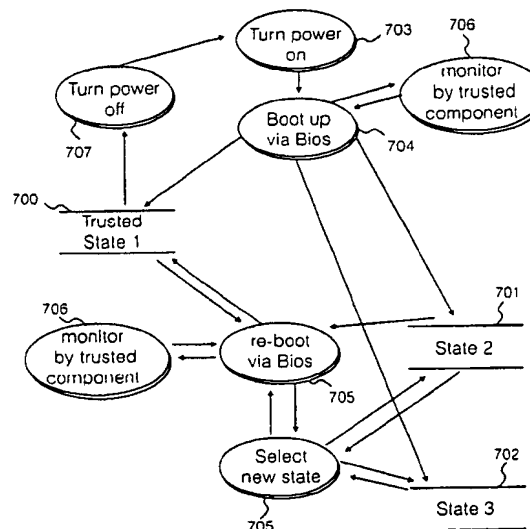 Turn power
on
703
706
monitor
by trusted
component
Turn power
off
707
Boot up
via Bios
704
700
Trusted
State 1
701
State 2
706
monitor
by trusted
component
re-boot
via Bios
705
702
State 3
Select
new state
705